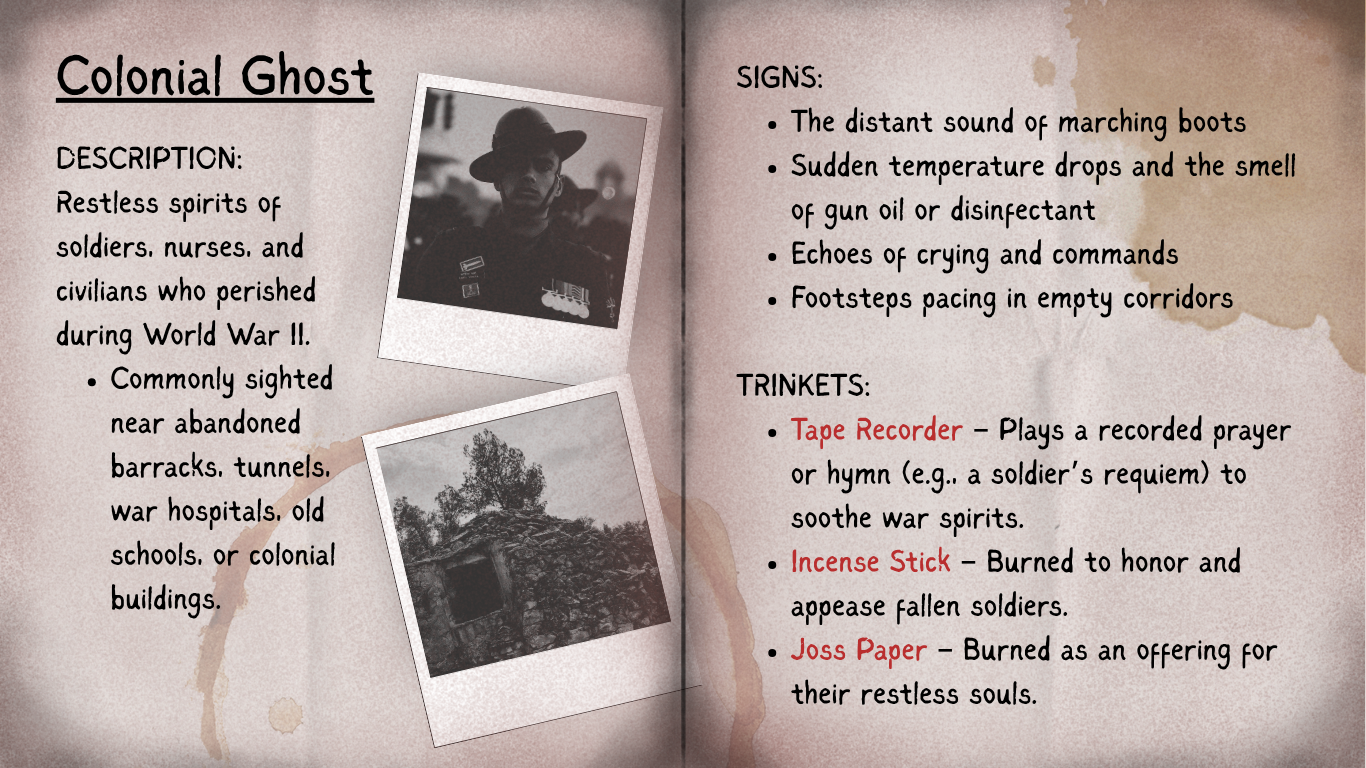 Colonial Ghost
DESCRIPTION:
Restless spirits of
soldiers, nurses, and
civilians who perished
during World War II.
• Commonly sighted
near abandoned
barracks, tunnels,
war hospitals, old
schools, or colonial
buildings.
SIGNS:
• The distant sound of marching boots
• Sudden temperature drops and the smell
of gun oil or disinfectant
• Echoes of crying and commands
• Footsteps pacing in empty corridors
TRINKETS:
• Tape Recorder – Plays a recorded prayer
or hymn (e.g., a soldier's requiem) to
soothe war spirits.
• Incense Stick – Burned to honor and
appease fallen soldiers.
• Joss Paper – Burned as an offering for
their restless souls.